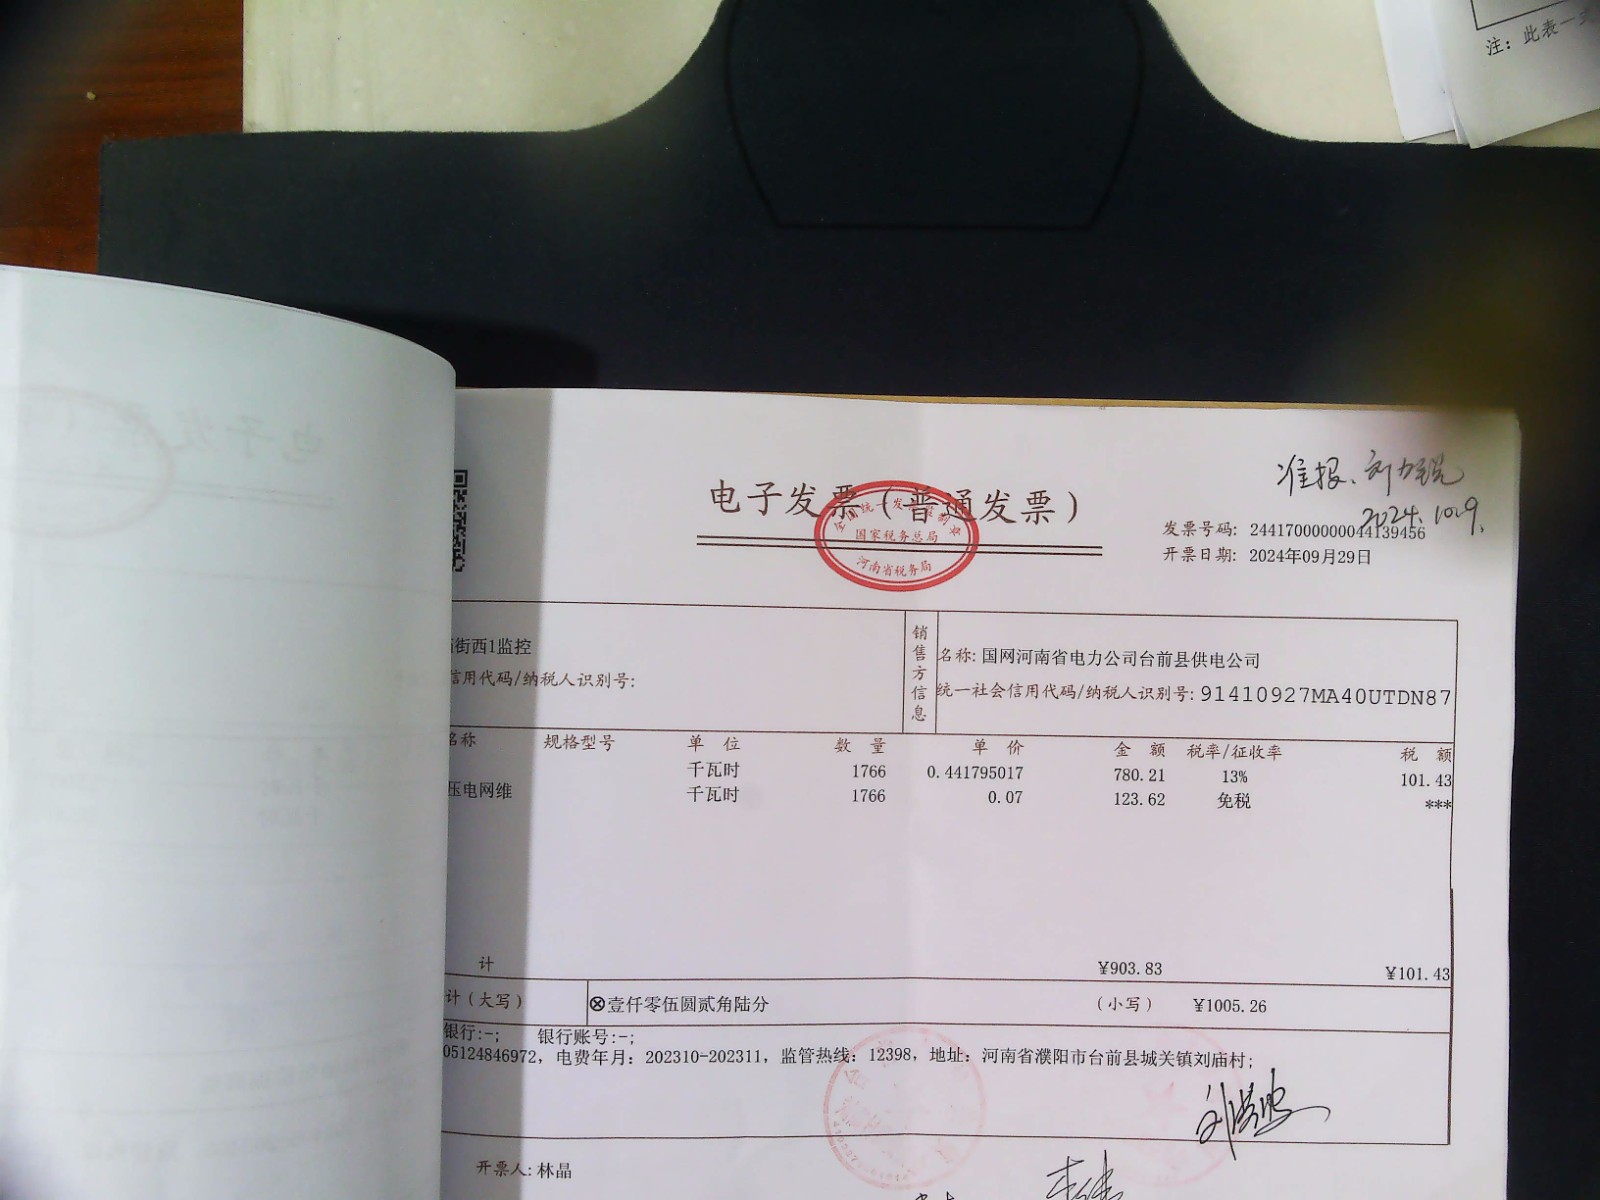 注：此表一
准报、刘
2024.10.9.
电子发票（普通发票）
全国统一发票监制章
国家税务总局
河南省税务局
发票号码: 24417000000044139456
开票日期: 2024年09月29日
街西1监控
信用代码/纳税人识别号:
销售方信息
名称: 国网河南省电力公司台前县供电公司
统一社会信用代码/纳税人识别号: 91410927MA40UTDN87
名称 规格型号 单 位 数 量 单 价 金 额 税率/征收率 税 额
千瓦时 1766 0.441795017 780.21 13% 101.43
压电网维 千瓦时 1766 0.07 123.62 免税 ***
计 ¥903.83 ¥101.43
计（大写） ⊗壹仟零伍圆贰角陆分 （小写） ¥1005.26
银行:-; 银行账号:-;
05124846972, 电费年月: 202310-202311, 监管热线: 12398, 地址: 河南省濮阳市台前县城关镇刘庙村;
开票人: 林晶